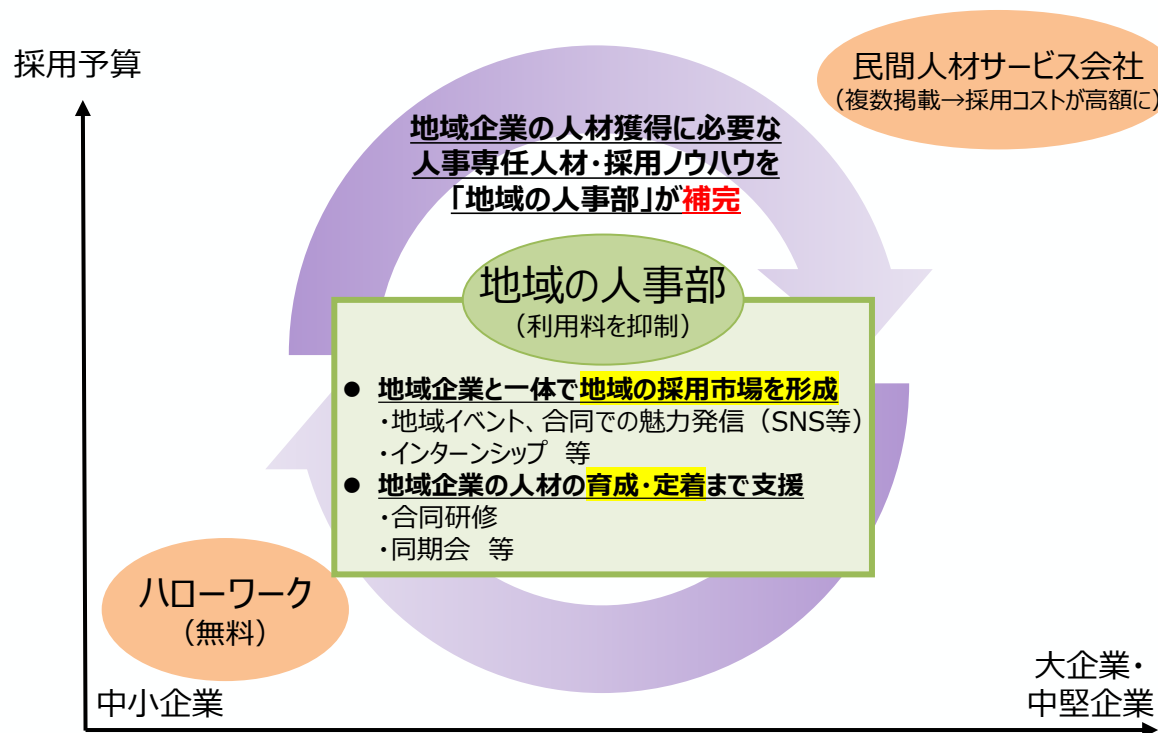 採用予算
民間人材サービス会社
（複数掲載→採用コストが高額に）
地域企業の人材獲得に必要な
人事専任人材・採用ノウハウを
「地域の人事部」が補完
地域の人事部
（利用料を抑制）
● 地域企業と一体で地域の採用市場を形成
・地域イベント、合同での魅力発信（SNS等）
・インターンシップ 等
● 地域企業の人材の育成・定着まで支援
・合同研修
・同期会 等
ハローワーク
（無料）
中小企業
大企業・
中堅企業